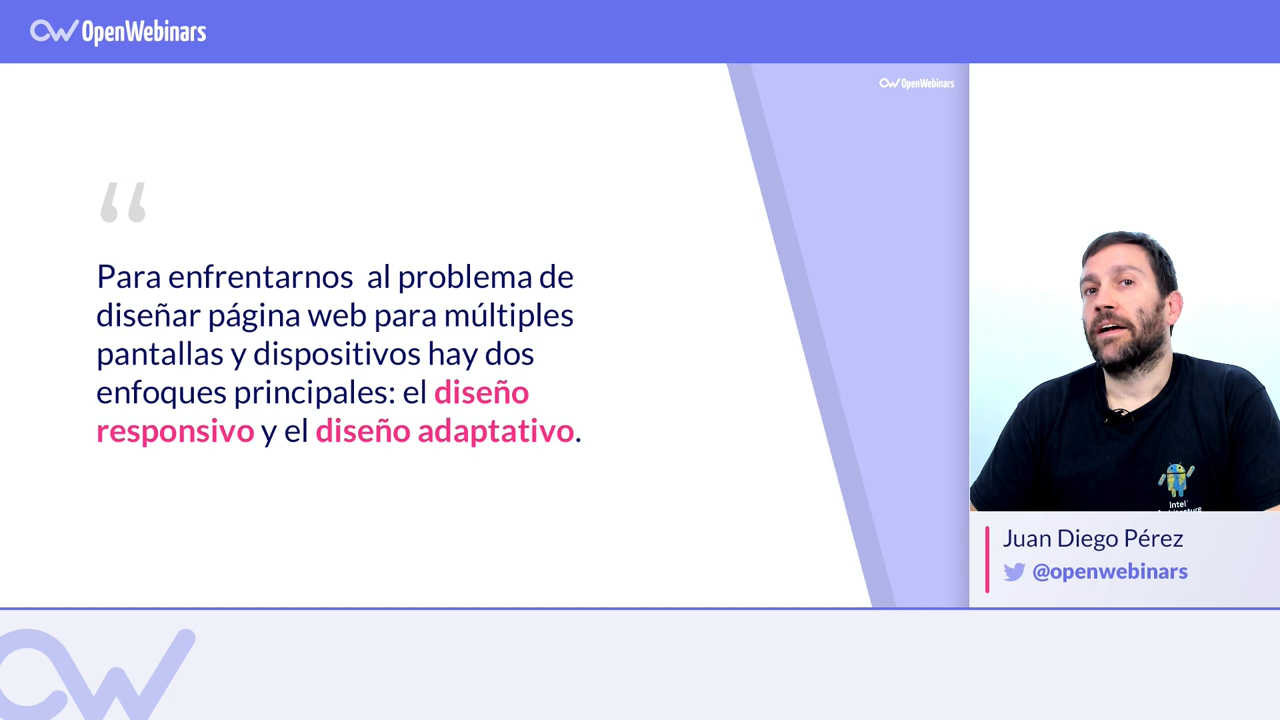 OpenWebinars
OpenWebinars
“
Para enfrentarnos al problema de
diseñar página web para múltiples
pantallas y dispositivos hay dos
enfoques principales: el diseño
responsivo y el diseño adaptativo.
Intel
Juan Diego Pérez
@openwebinars